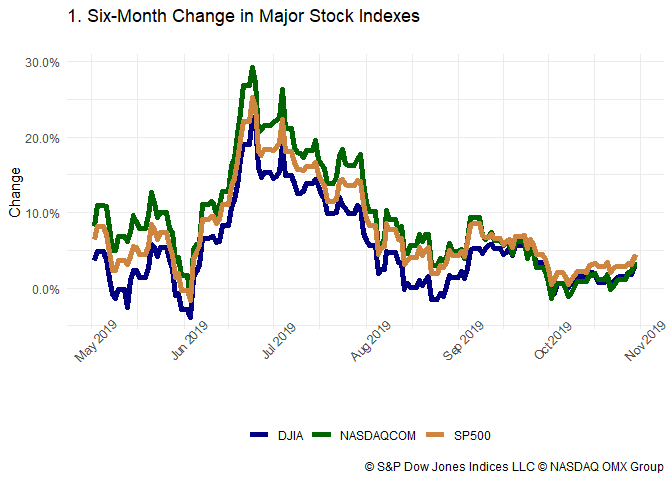 1. Six-Month Change in Major Stock Indexes
30.0%
20.0%
10.0%
0.0%
Change
May 2019
Jun 2019
Jul 2019
Aug 2019
Sep 2019
Oct 2019
Nov 2019
DJIA
NASDAQCOM
SP500
© S&P Dow Jones Indices LLC © NASDAQ OMX Group